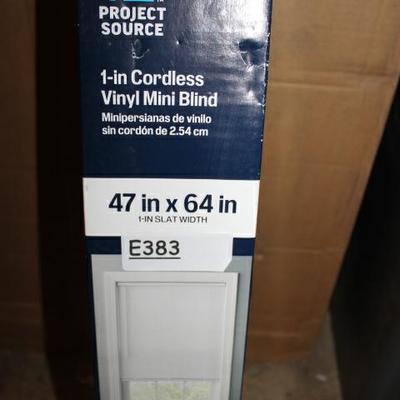 PROJECT
SOURCE
1-in Cordless
Vinyl Mini Blind
Minipersianas de vinilo
sin cordón de 2.54 cm
47 in x 64 in
1-IN SLAT WIDTH
E383